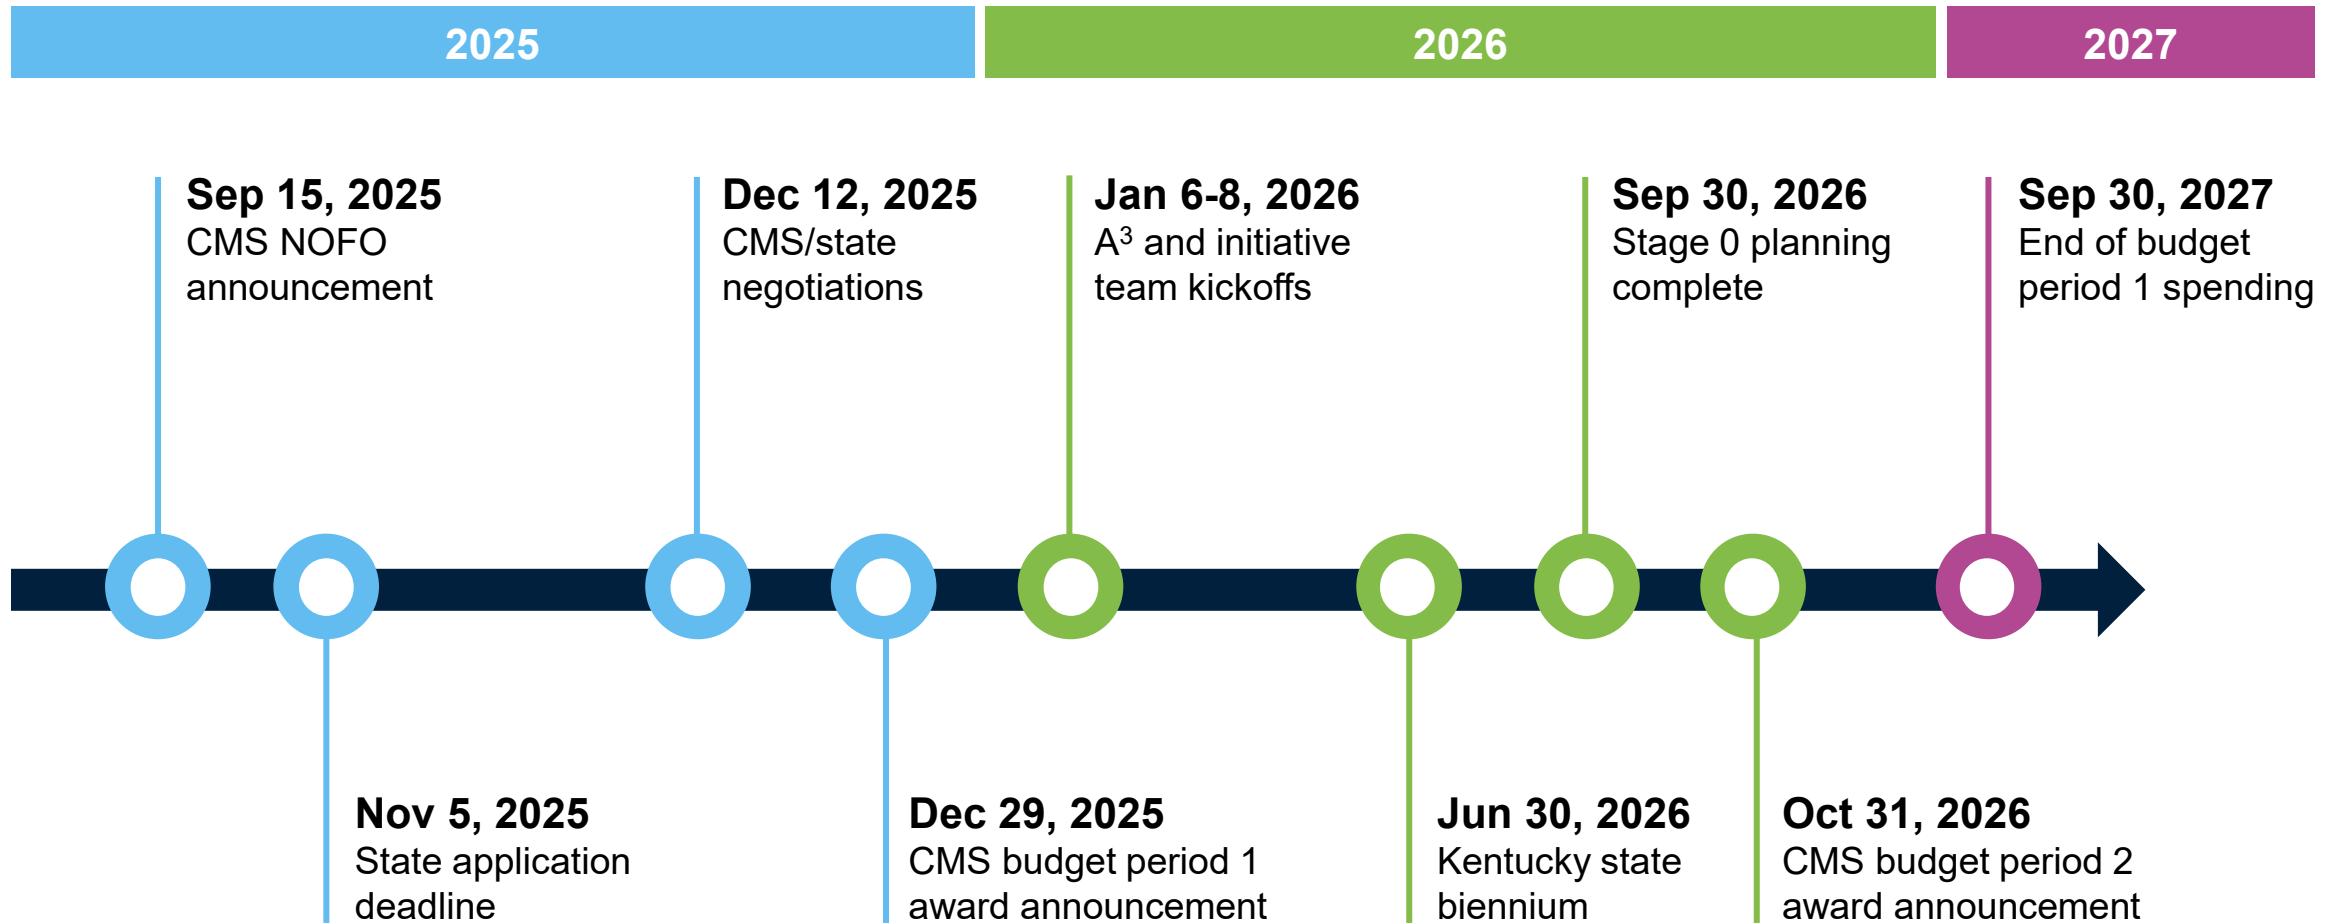 2025
2026
2027
Sep 15, 2025
CMS NOFO
announcement
Dec 12, 2025
CMS/state
negotiations
Jan 6-8, 2026
A³ and initiative
team kickoffs
Sep 30, 2026
Stage 0 planning
complete
Sep 30, 2027
End of budget
period 1 spending
Nov 5, 2025
State application
deadline
Dec 29, 2025
CMS budget period 1
award announcement
Jun 30, 2026
Kentucky state
biennium
Oct 31, 2026
CMS budget period 2
award announcement